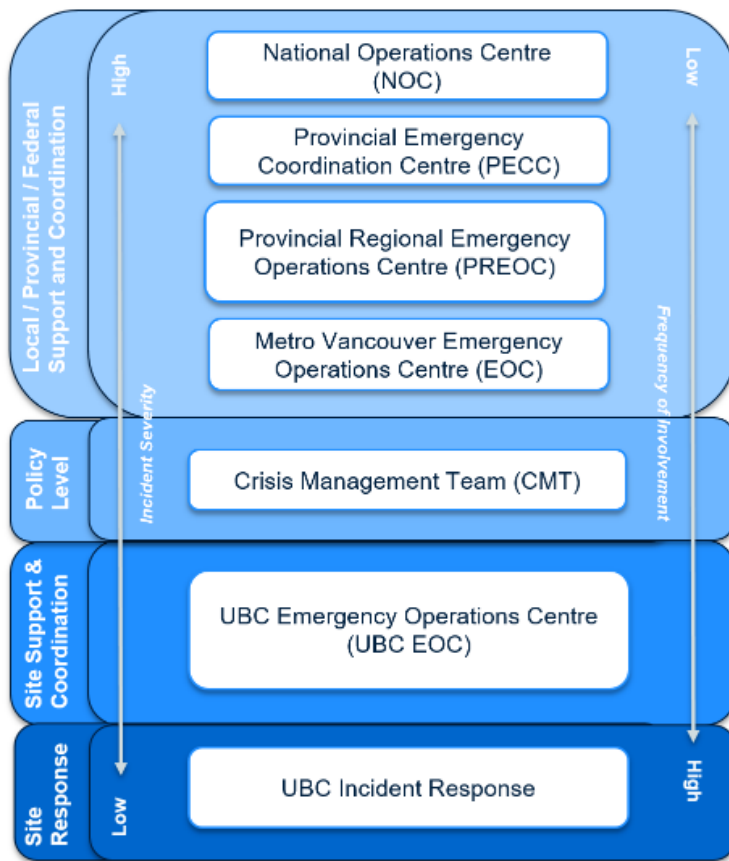 High
Low
National Operations Centre
(NOC)
Provincial Emergency
Coordination Centre (PECC)
Provincial Regional Emergency
Operations Centre (PREOC)
Metro Vancouver Emergency
Operations Centre (EOC)
Local / Provincial / Federal
Support and Coordination
Incident Severity
Frequency of Involvement
Policy
Level
Crisis Management Team (CMT)
Site Support &
Coordination
UBC Emergency Operations Centre
(UBC EOC)
Site
Response
Low
UBC Incident Response
High